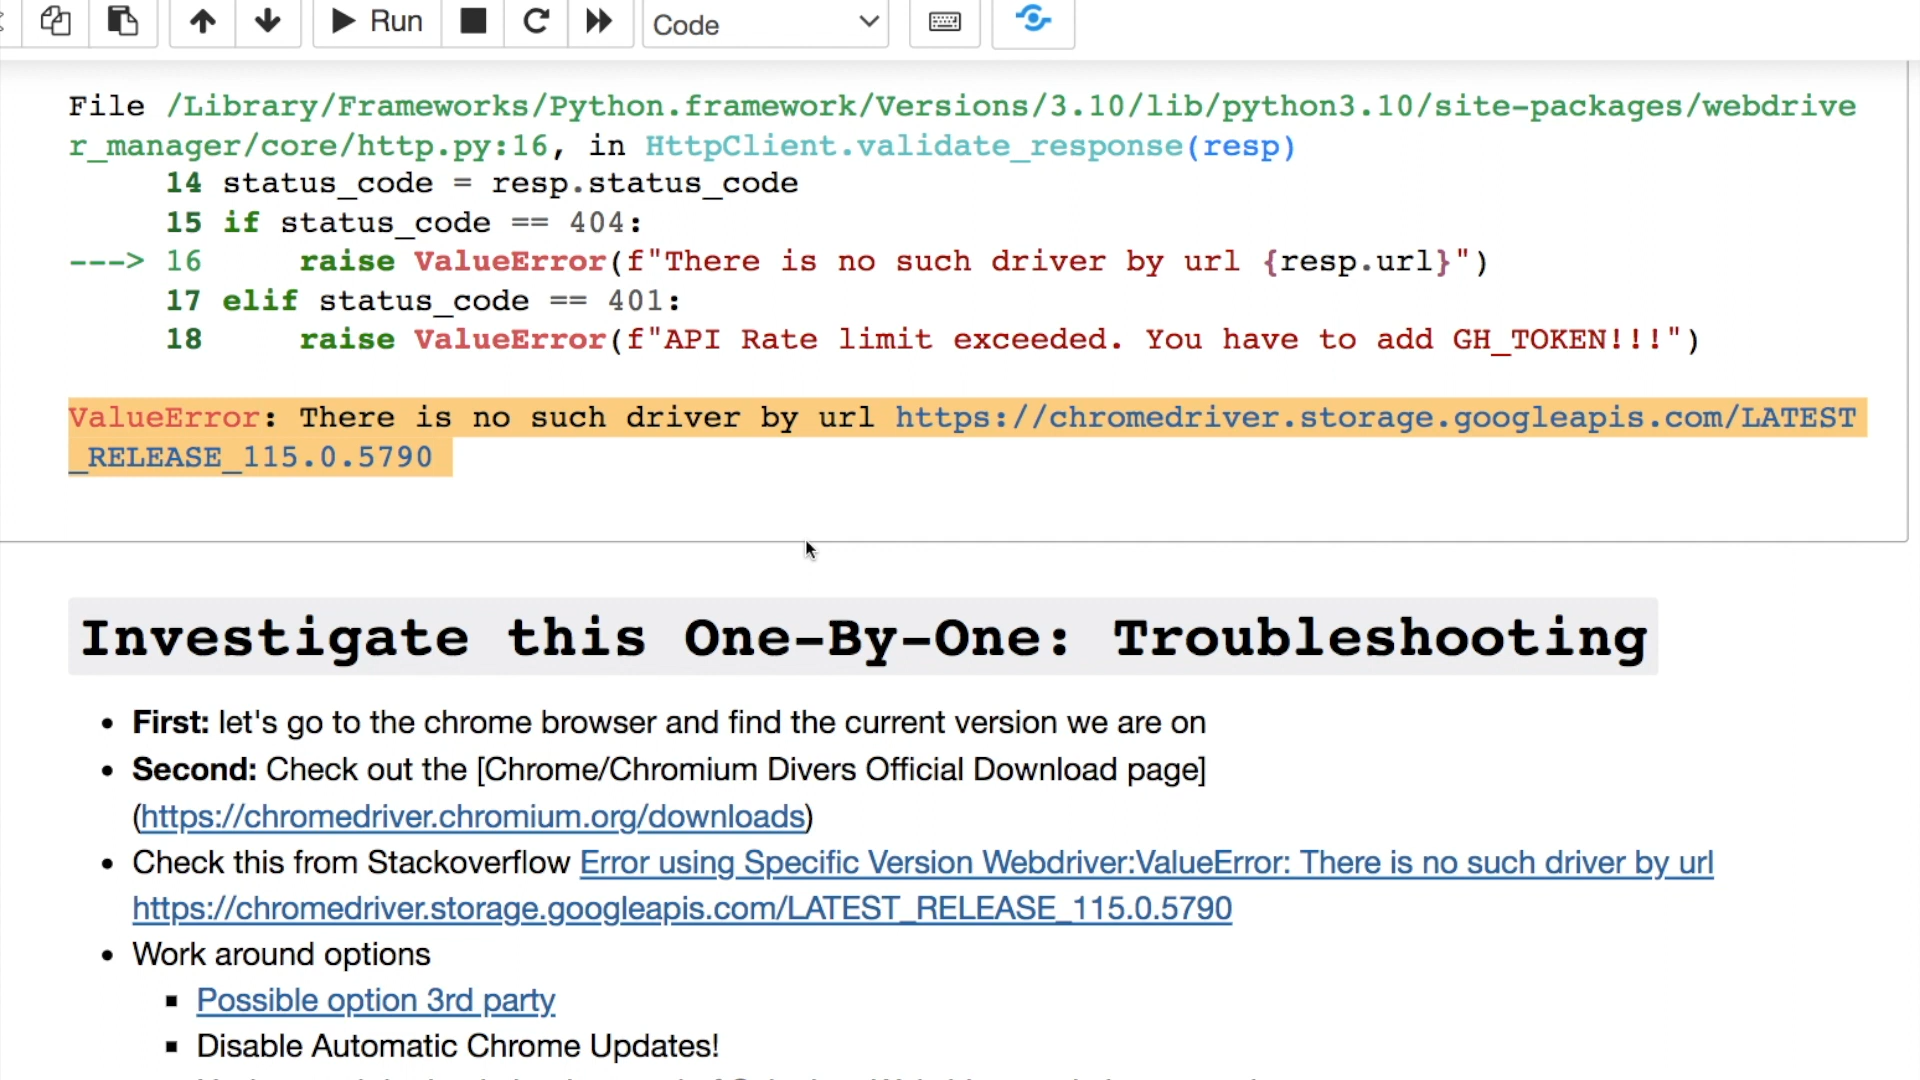 Run
Code
File /Library/Frameworks/Python.framework/Versions/3.10/lib/python3.10/site-packages/webdrive
r_manager/core/http.py:16, in HttpClient.validate_response(resp)
14 status_code = resp.status_code
15 if status_code == 404:
---> 16 raise ValueError(f"There is no such driver by url {resp.url}")
17 elif status_code == 401:
18 raise ValueError(f"API Rate limit exceeded. You have to add GH_TOKEN!!!")
ValueError: There is no such driver by url https://chromedriver.storage.googleapis.com/LATEST
_RELEASE_115.0.5790
Investigate this One-By-One: Troubleshooting
• First: let's go to the chrome browser and find the current version we are on
• Second: Check out the [Chrome/Chromium Divers Official Download page]
(https://chromedriver.chromium.org/downloads)
• Check this from Stackoverflow Error using Specific Version Webdriver:ValueError: There is no such driver by url
https://chromedriver.storage.googleapis.com/LATEST_RELEASE_115.0.5790
• Work around options
▪ Possible option 3rd party
▪ Disable Automatic Chrome Updates!